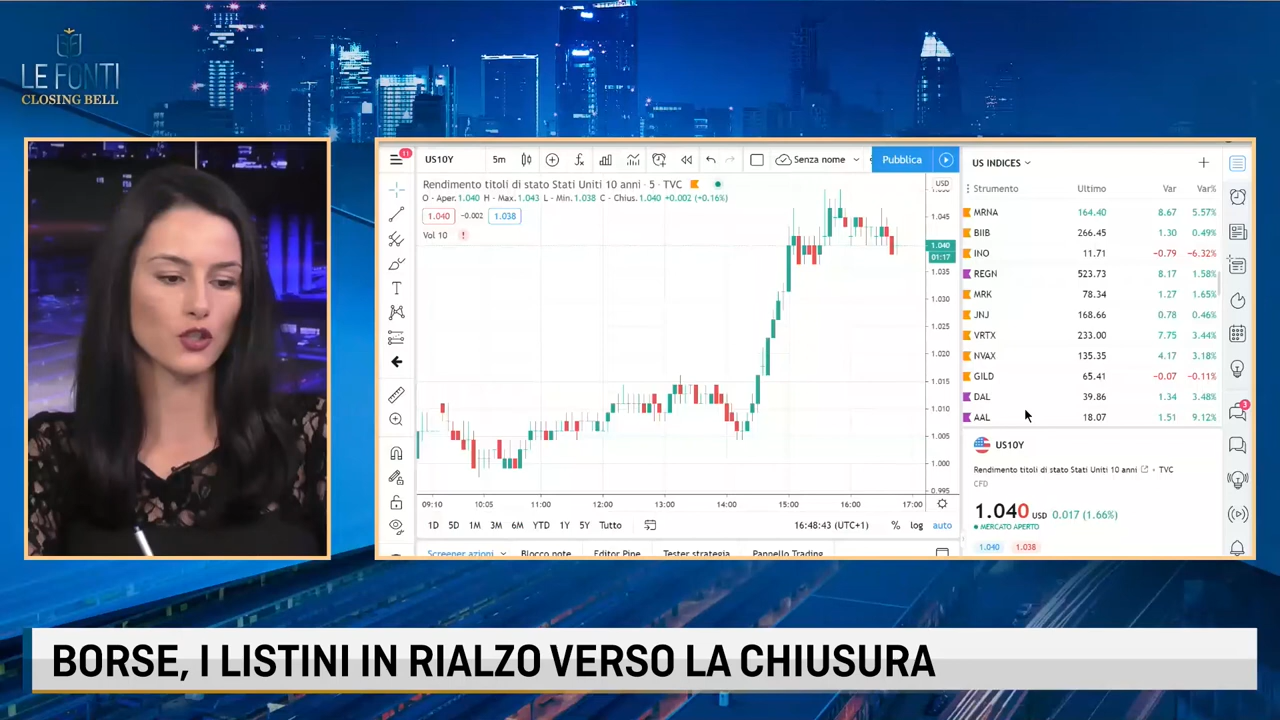 LE FONTI
CLOSING BELL
11
US10Y
5m
Senza nome
Pubblica
US INDICES
Rendimento titoli di stato Stati Uniti 10 anni · 5 · TVC
O - Aper. 1.040 H - Max. 1.043 L - Min. 1.038 C - Chius. 1.040 +0.002 (+0.16%)
1.040
−0.002
1.038
Vol 10
USD
1.045
1.040
01:17
1.035
1.030
1.025
1.020
1.015
1.010
1.005
1.000
0.995
09:10
10:05
11:00
12:00
13:00
14:00
15:00
16:00
17:00
1D 5D 1M 3M 6M YTD 1Y 5Y Tutto
16:48:43 (UTC+1)
%
log
auto
Screener azioni
Blocco note
Editor Pine
Tester strategia
Pannello Trading
Strumento Ultimo Var Var%
MRNA 164.40 8.67 5.57%
BIIB 266.45 1.30 0.49%
INO 11.71 −0.79 −6.32%
REGN 523.73 8.17 1.58%
MRK 78.34 1.27 1.65%
JNJ 168.66 0.78 0.46%
VRTX 233.00 7.75 3.44%
NVAX 135.35 4.17 3.18%
GILD 65.41 −0.07 −0.11%
DAL 39.86 1.34 3.48%
AAL 18.07 1.51 9.12%
3
US10Y
Rendimento titoli di stato Stati Uniti 10 anni · TVC
CFD
1.040 USD 0.017 (1.66%)
MERCATO APERTO
1.040
1.038
BORSE, I LISTINI IN RIALZO VERSO LA CHIUSURA